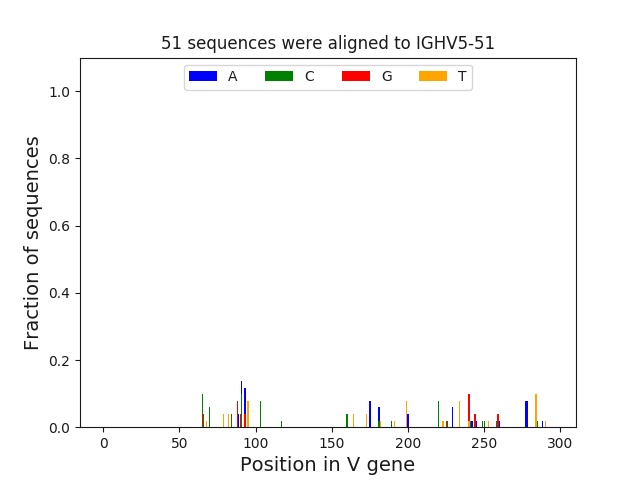 51 sequences were aligned to IGHV5-51
A C G T
Fraction of sequences
1.0
0.8
0.6
0.4
0.2
0.0
0 50 100 150 200 250 300
Position in V gene